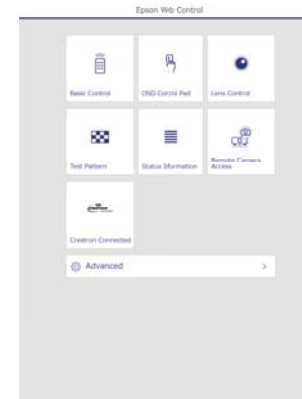 Epson Web Control
Basic Control
OSD Control Pad
Lens Control
Test Pattern
Status Information
Remote Camera
Access
Crestron Connected
Advanced